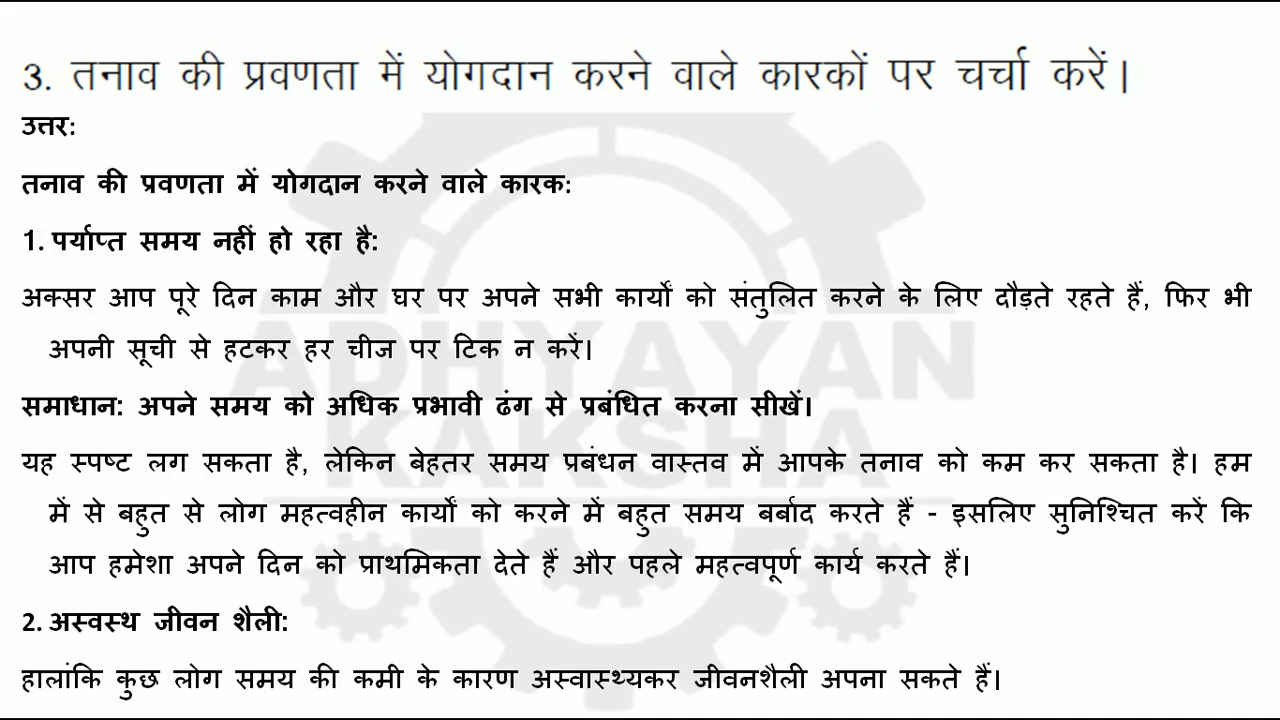 3. तनाव की प्रवणता में योगदान करने वाले कारकों पर चर्चा करें।
उत्तर:
तनाव की प्रवणता में योगदान करने वाले कारक:
1. पर्याप्त समय नहीं हो रहा है:
अक्सर आप पूरे दिन काम और घर पर अपने सभी कार्यों को संतुलित करने के लिए दौड़ते रहते हैं, फिर भी
अपनी सूची से हटकर हर चीज पर टिक न करें।
समाधान: अपने समय को अधिक प्रभावी ढंग से प्रबंधित करना सीखें।
यह स्पष्ट लग सकता है, लेकिन बेहतर समय प्रबंधन वास्तव में आपके तनाव को कम कर सकता है। हम
में से बहुत से लोग महत्वहीन कार्यों को करने में बहुत समय बर्बाद करते हैं - इसलिए सुनिश्चित करें कि
आप हमेशा अपने दिन को प्राथमिकता देते हैं और पहले महत्वपूर्ण कार्य करते हैं।
2. अस्वस्थ जीवन शैली:
हालांकि कुछ लोग समय की कमी के कारण अस्वास्थ्यकर जीवनशैली अपना सकते हैं।
ADHYAYAN
KAKSHA